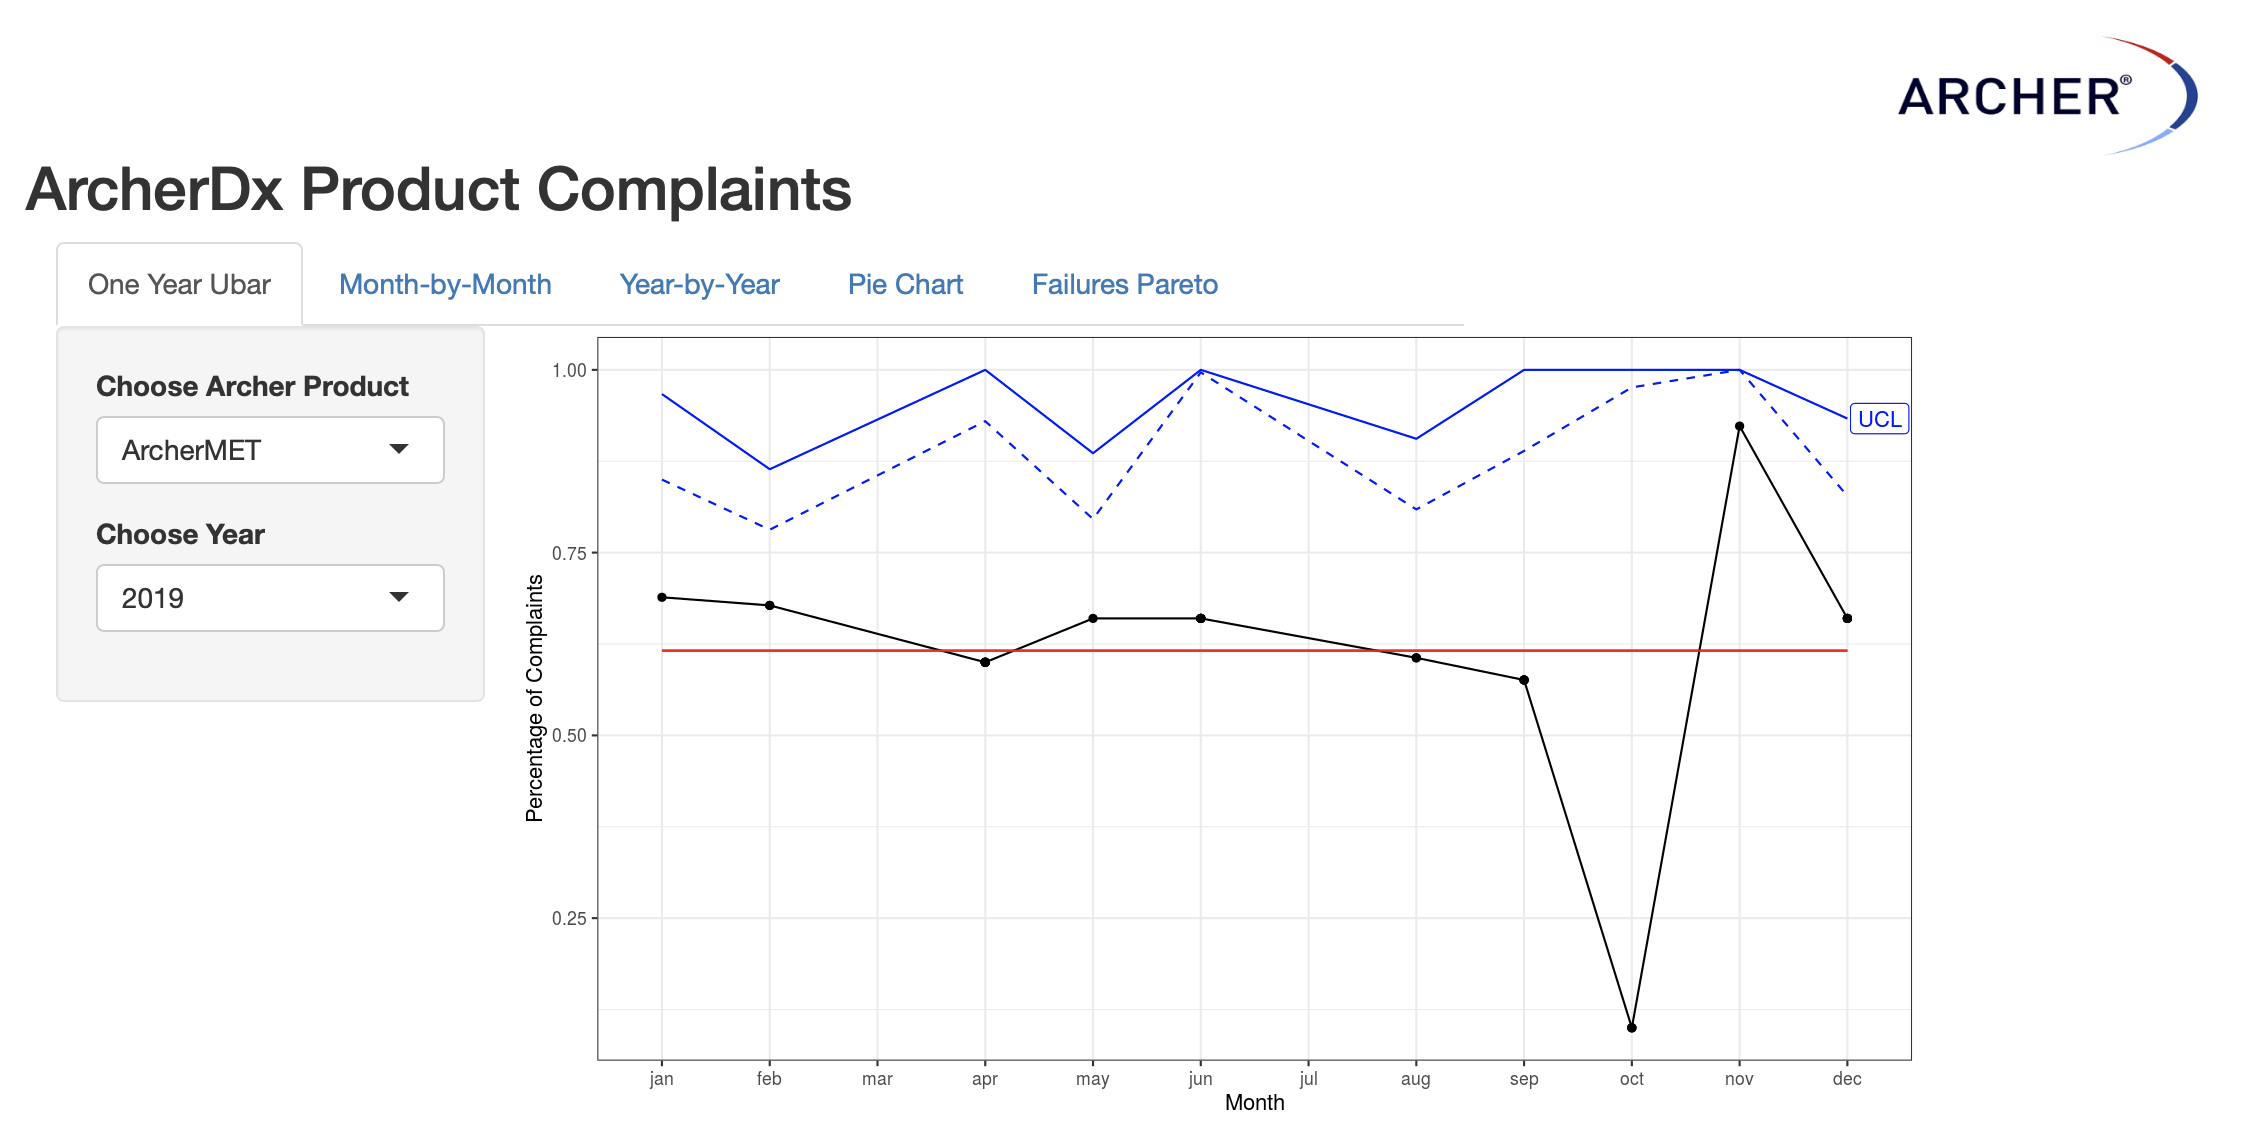 ARCHER®
ArcherDx Product Complaints
One Year Ubar
Month-by-Month
Year-by-Year
Pie Chart
Failures Pareto
Choose Archer Product
ArcherMET
Choose Year
2019
Percentage of Complaints
1.00
0.75
0.50
0.25
UCL
jan feb mar apr may jun jul aug sep oct nov dec
Month